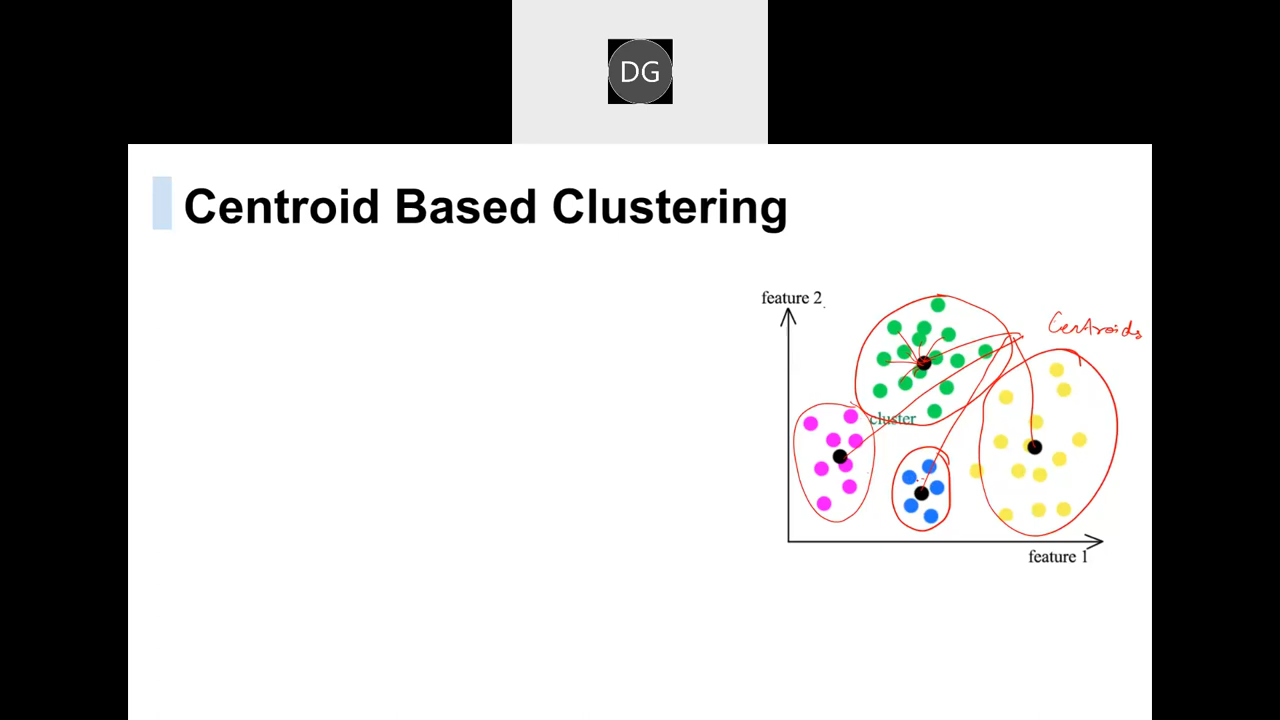 DG
Centroid Based Clustering
feature 2
Centroids
cluster
feature 1